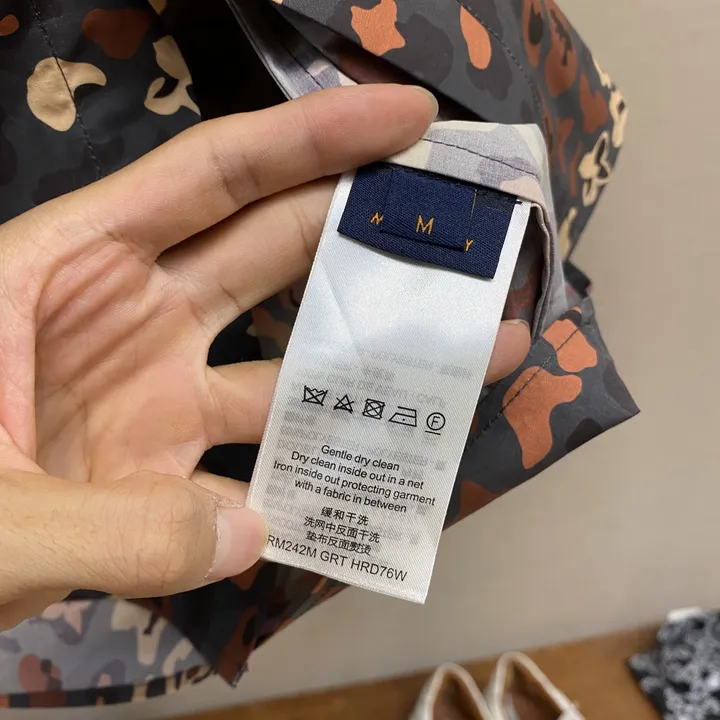 M
Y
Gentle dry clean
Dry clean inside out in a net
Iron inside out protecting garment
with a fabric in between
缓和干洗
洗网中反面干洗
垫布反面熨烫
RM242M GRT HRD76W